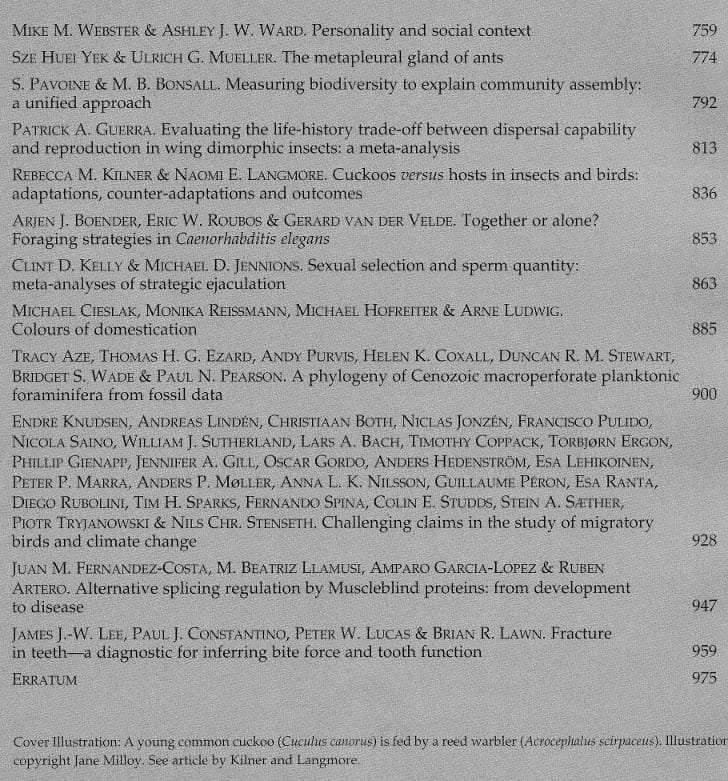 MIKE M. WEBSTER & ASHLEY J. W. WARD. Personality and social context 759
SZE HUEI YEK & ULRICH G. MUELLER. The metapleural gland of ants 774
S. PAVOINE & M. B. BONSALL. Measuring biodiversity to explain community assembly:
a unified approach 792
PATRICK A. GUERRA. Evaluating the life-history trade-off between dispersal capability
and reproduction in wing dimorphic insects: a meta-analysis 813
REBECCA M. KILNER & NAOMI E. LANGMORE. Cuckoos versus hosts in insects and birds:
adaptations, counter-adaptations and outcomes 836
ARJEN J. BOENDER, ERIC W. ROUBOS & GERARD VAN DER VELDE. Together or alone?
Foraging strategies in Caenorhabditis elegans 853
CLINT D. KELLY & MICHAEL D. JENNIONS. Sexual selection and sperm quantity:
meta-analyses of strategic ejaculation 863
MICHAEL CIESLAK, MONIKA REISSMANN, MICHAEL HOFREITER & ARNE LUDWIG.
Colours of domestication 885
TRACY AZE, THOMAS H. G. EZARD, ANDY PURVIS, HELEN K. COXALL, DUNCAN R. M. STEWART,
BRIDGET S. WADE & PAUL N. PEARSON. A phylogeny of Cenozoic macroperforate planktonic
foraminifera from fossil data 900
ENDRE KNUDSEN, ANDREAS LINDÉN, CHRISTIAAN BOTH, NICLAS JONZÉN, FRANCISCO PULIDO,
NICOLA SAINO, WILLIAM J. SUTHERLAND, LARS A. BACH, TIMOTHY COPPACK, TORBJØRN ERGON,
PHILLIP GIENAPP, JENNIFER A. GILL, OSCAR GORDO, ANDERS HEDENSTRÖM, ESA LEHIKOINEN,
PETER P. MARRA, ANDERS P. MØLLER, ANNA L. K. NILSSON, GUILLAUME PÉRON, ESA RANTA,
DIEGO RUBOLINI, TIM H. SPARKS, FERNANDO SPINA, COLIN E. STUDDS, STEIN A. SÆTHER,
PIOTR TRYJANOWSKI & NILS CHR. STENSETH. Challenging claims in the study of migratory
birds and climate change 928
JUAN M. FERNANDEZ-COSTA, M. BEATRIZ LLAMUSI, AMPARO GARCIA-LOPEZ & RUBEN
ARTERO. Alternative splicing regulation by Muscleblind proteins: from development
to disease 947
JAMES J.-W. LEE, PAUL J. CONSTANTINO, PETER W. LUCAS & BRIAN R. LAWN. Fracture
in teeth—a diagnostic for inferring bite force and tooth function 959
ERRATUM 975
Cover Illustration: A young common cuckoo (Cuculus canorus) is fed by a reed warbler (Acrocephalus scirpaceus). Illustration
copyright Jane Milloy. See article by Kilner and Langmore.